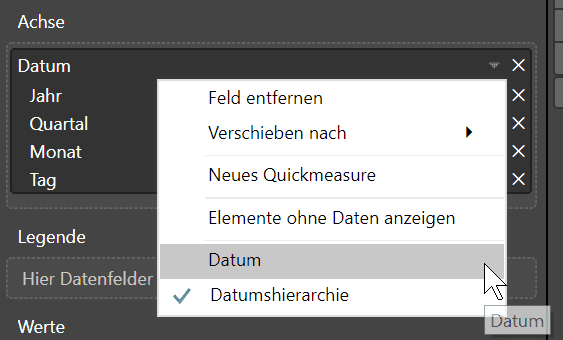 Achse
Datum
Jahr
Quartal
Monat
Tag
Feld entfernen
Verschieben nach
Neues Quickmeasure
Elemente ohne Daten anzeigen
Datum
Datumshierarchie
Datum
Legende
Hier Datenfelder
Werte